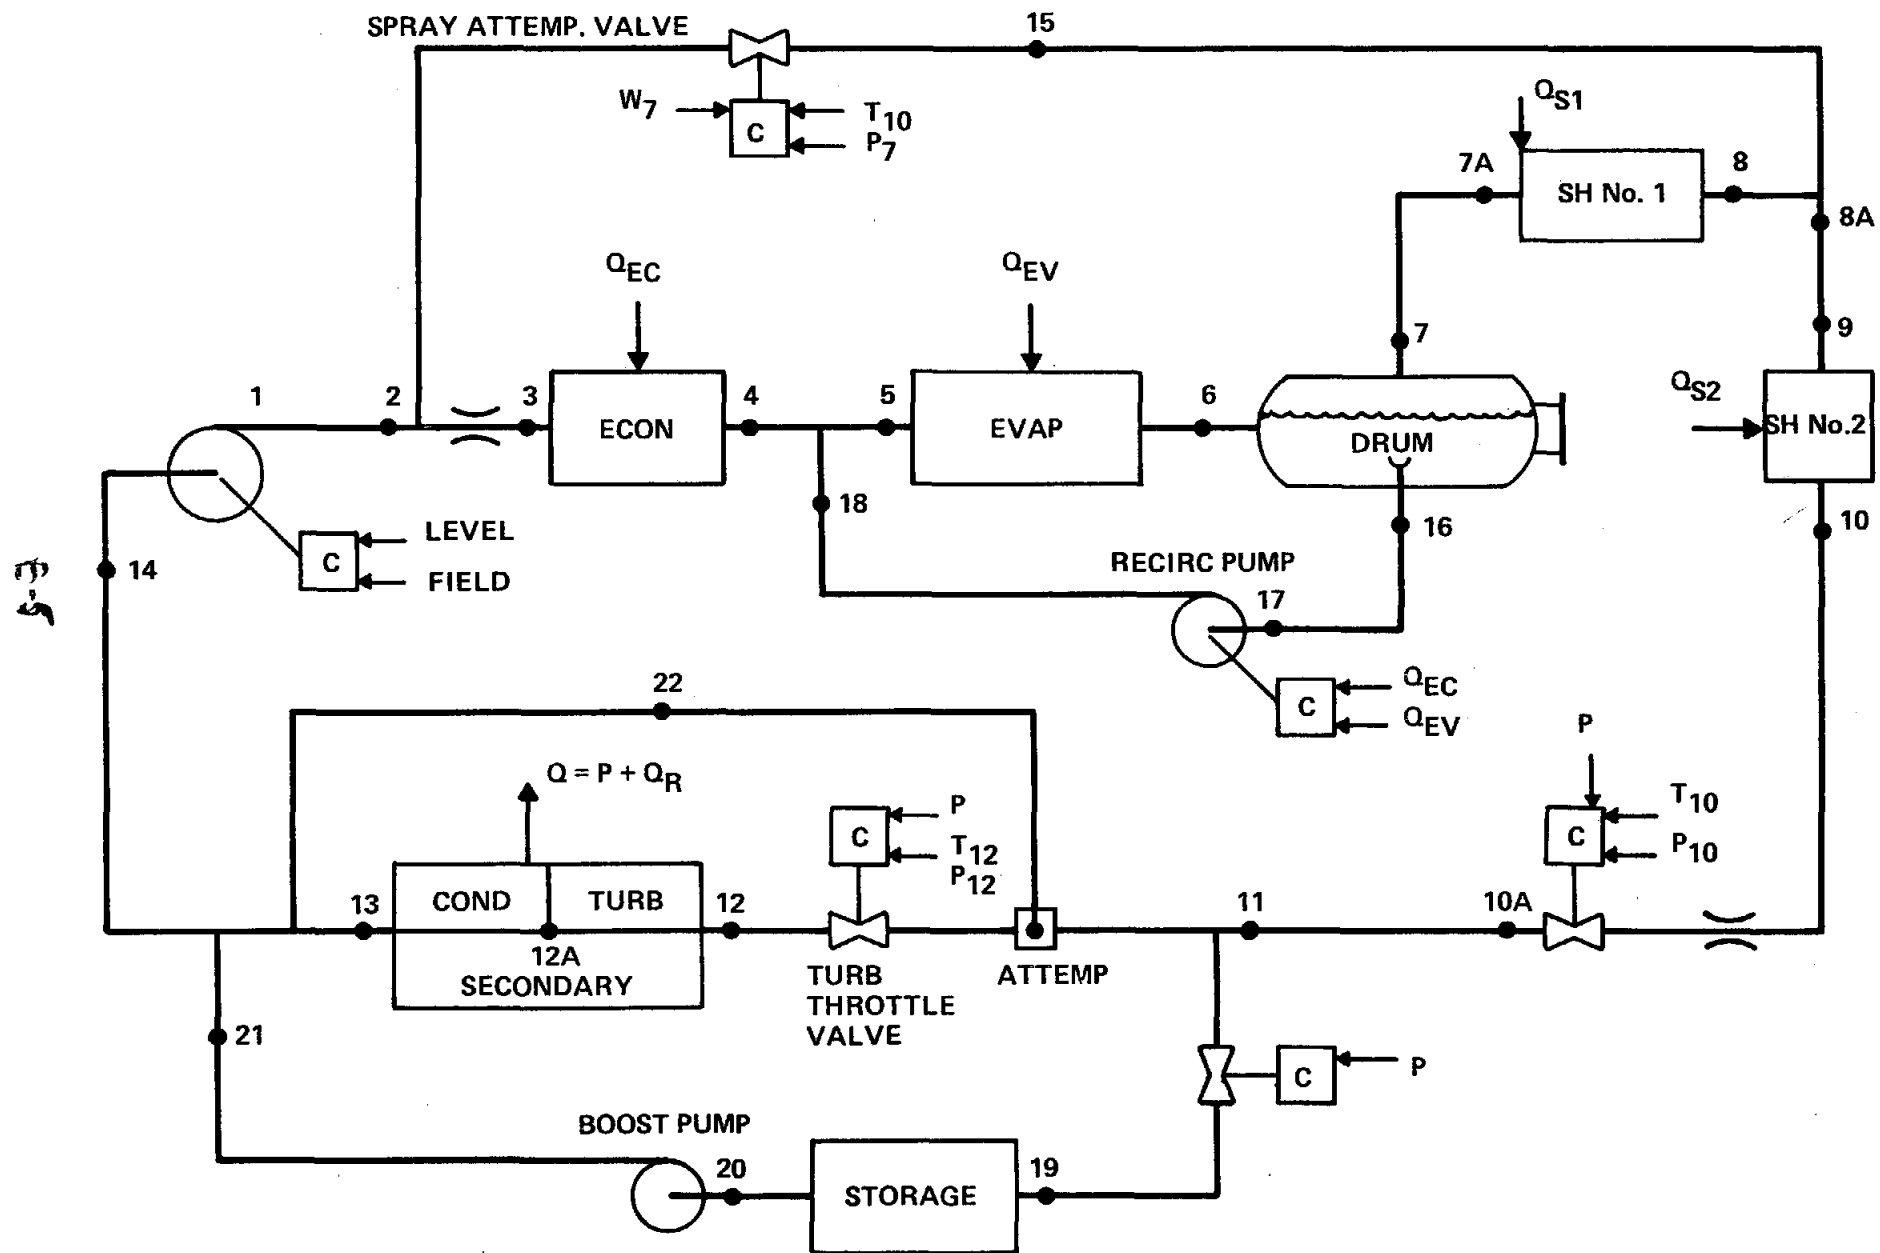 SPRAY ATTEMP. VALVE
15
W7
C
T10
P7
QS1
7A
SH No. 1
8
8A
QEC
QEV
7
9
1
2
3
ECON
4
5
EVAP
6
DRUM
QS2
SH No.2
18
16
10
LEVEL
C
FIELD
14
RECIRC PUMP
17
5-3
22
QEC
C
QEV
Q = P + QR
P
C
T12
P12
P
T10
C
P10
13
COND
TURB
12
11
10A
12A
SECONDARY
TURB
THROTTLE
VALVE
ATTEMP
21
C
P
BOOST PUMP
20
STORAGE
19